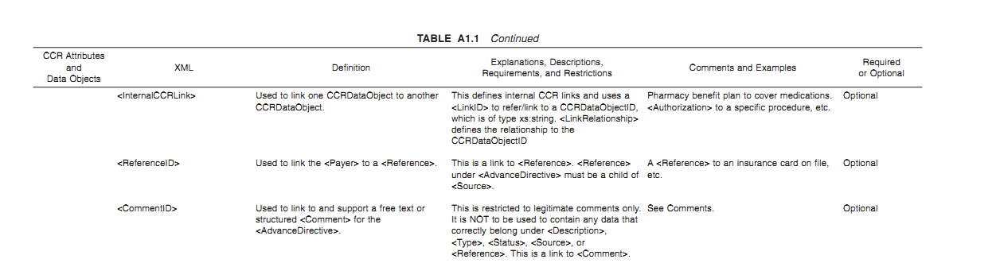 TABLE A1.1 Continued
CCR Attributes
and
Data Objects
XML
Definition
Explanations, Descriptions,
Requirements, and Restrictions
Comments and Examples
Required
or Optional
<InternalCCRLink>
Used to link one CCRDataObject to another
CCRDataObject.
This defines internal CCR links and uses a
<LinkID> to refer/link to a CCRDataObjectID,
which is of type xs:string. <LinkRelationship>
defines the relationship to the
CCRDataObjectID
Pharmacy benefit plan to cover medications.
<Authorization> to a specific procedure, etc.
Optional
<ReferenceID>
Used to link the <Payer> to a <Reference>.
This is a link to <Reference>. <Reference>
under <AdvanceDirective> must be a child of
<Source>.
A <Reference> to an insurance card on file,
etc.
Optional
<CommentID>
Used to link to and support a free text or
structured <Comment> for the
<AdvanceDirective>.
This is restricted to legitimate comments only.
It is NOT to be used to contain any data that
correctly belong under <Description>,
<Type>, <Status>, <Source>, or
<Reference>. This is a link to <Comment>.
See Comments.
Optional